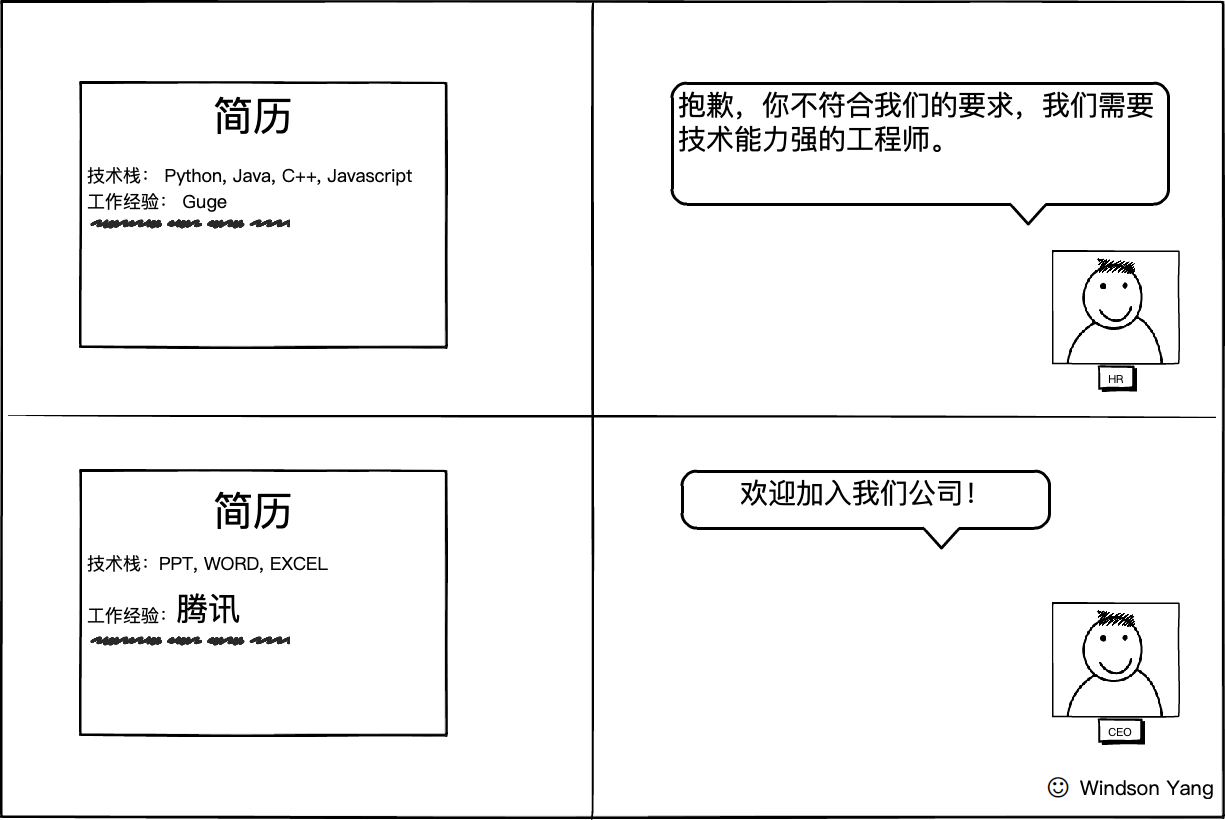 简历
技术栈： Python, Java, C++, Javascript
工作经验： Guge
抱歉，你不符合我们的要求，我们需要
技术能力强的工程师。
HR
简历
技术栈：PPT, WORD, EXCEL
工作经验：腾讯
欢迎加入我们公司！
CEO
☺ Windson Yang